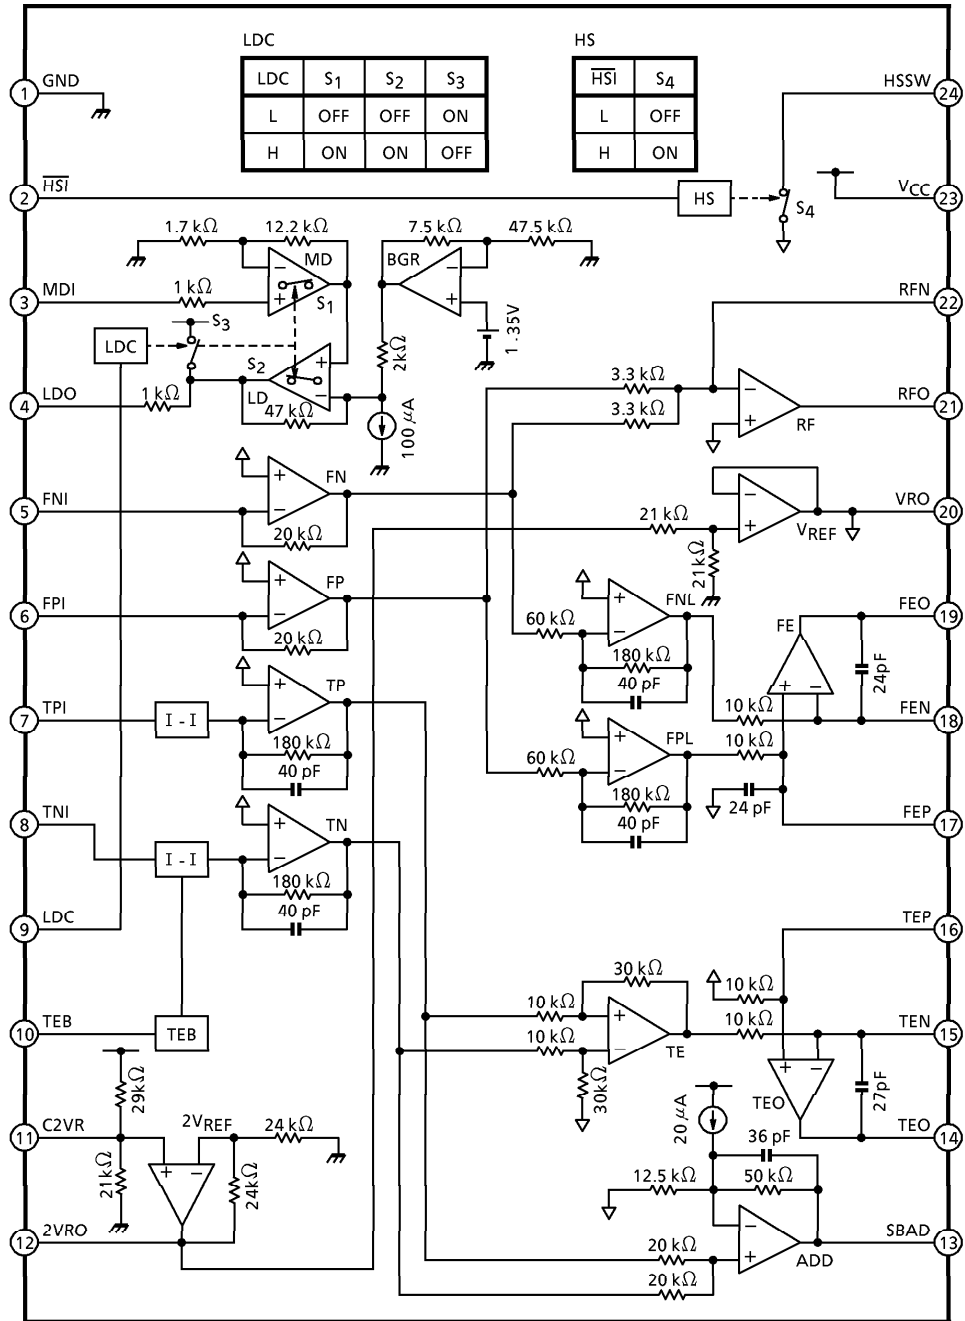 LDC
HS
LDC S1 S2 S3
L OFF OFF ON
H ON ON OFF
HSI S4
L OFF
H ON
1 GND
HSSW 24
2 HSI
HS
S4
VCC 23
1.7 kΩ
12.2 kΩ
MD
−
+
S1
7.5 kΩ
47.5 kΩ
BGR
−
+
1.35V
3 MDI
1 kΩ
RFN 22
S3
LDC
S2
+
−
LD
2kΩ
47 kΩ
100 μA
4 LDO
1 kΩ
3.3 kΩ
3.3 kΩ
−
+
RF
RFO 21
5 FNI
+
−
FN
20 kΩ
21 kΩ
21kΩ
−
+
VREF
VRO 20
6 FPI
+
−
FP
20 kΩ
60 kΩ
+
−
FNL
180 kΩ
40 pF
FE
+
−
24pF
FEO 19
7 TPI
I - I
+
−
TP
180 kΩ
40 pF
10 kΩ
FEN 18
60 kΩ
+
−
FPL
180 kΩ
40 pF
10 kΩ
24 pF
FEP 17
8 TNI
I - I
+
−
TN
180 kΩ
40 pF
9 LDC
TEP 16
10 TEB
TEB
10 kΩ
10 kΩ
30 kΩ
+
−
TE
30kΩ
10 kΩ
10 kΩ
TEN 15
+
−
TEO
27pF
TEO 14
29kΩ
11 C2VR
21kΩ
+
−
2VREF
24 kΩ
24kΩ
12 2VRO
20 μA
36 pF
12.5 kΩ
50 kΩ
−
+
ADD
20 kΩ
20 kΩ
SBAD 13